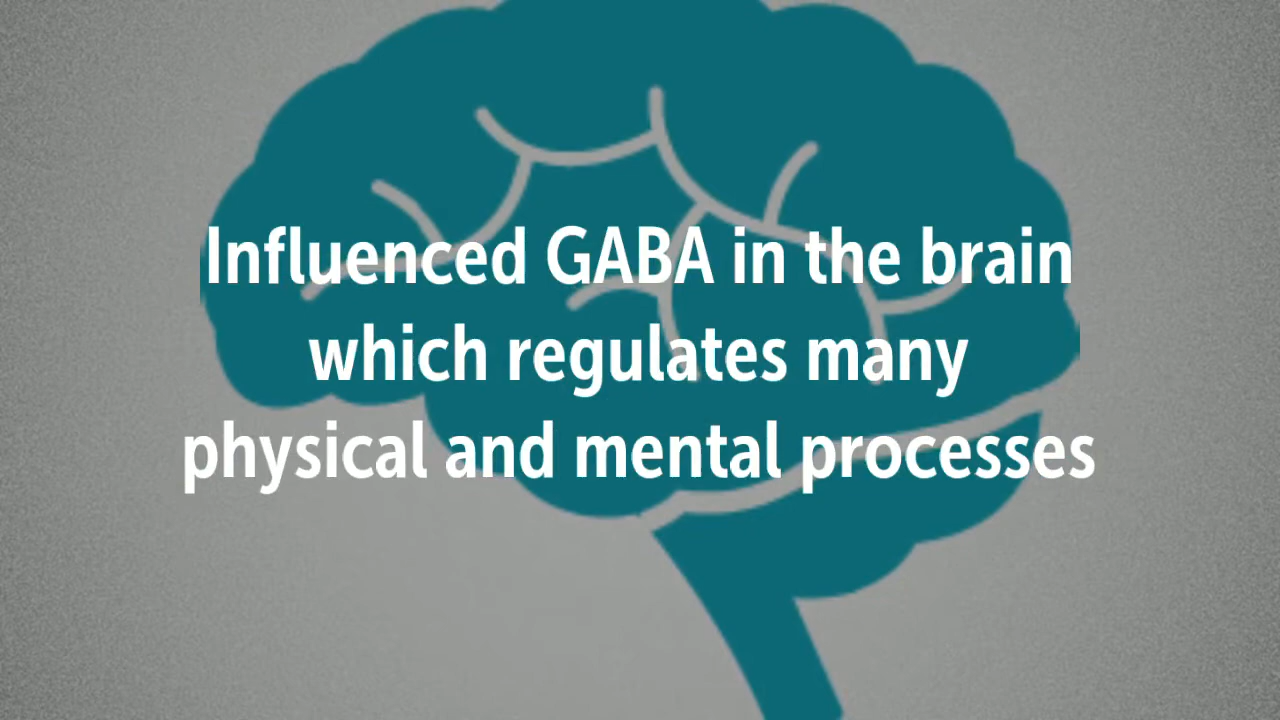 Influenced GABA in the brain
which regulates many
physical and mental processes